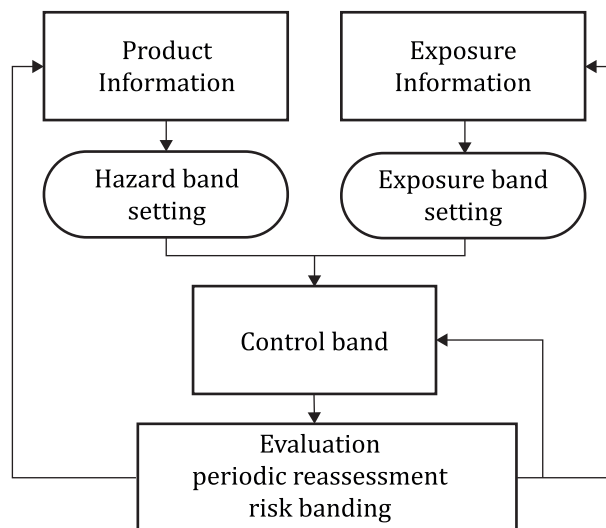 Product
Information
Exposure
Information
Hazard band
setting
Exposure band
setting
Control band
Evaluation
periodic reassessment
risk banding